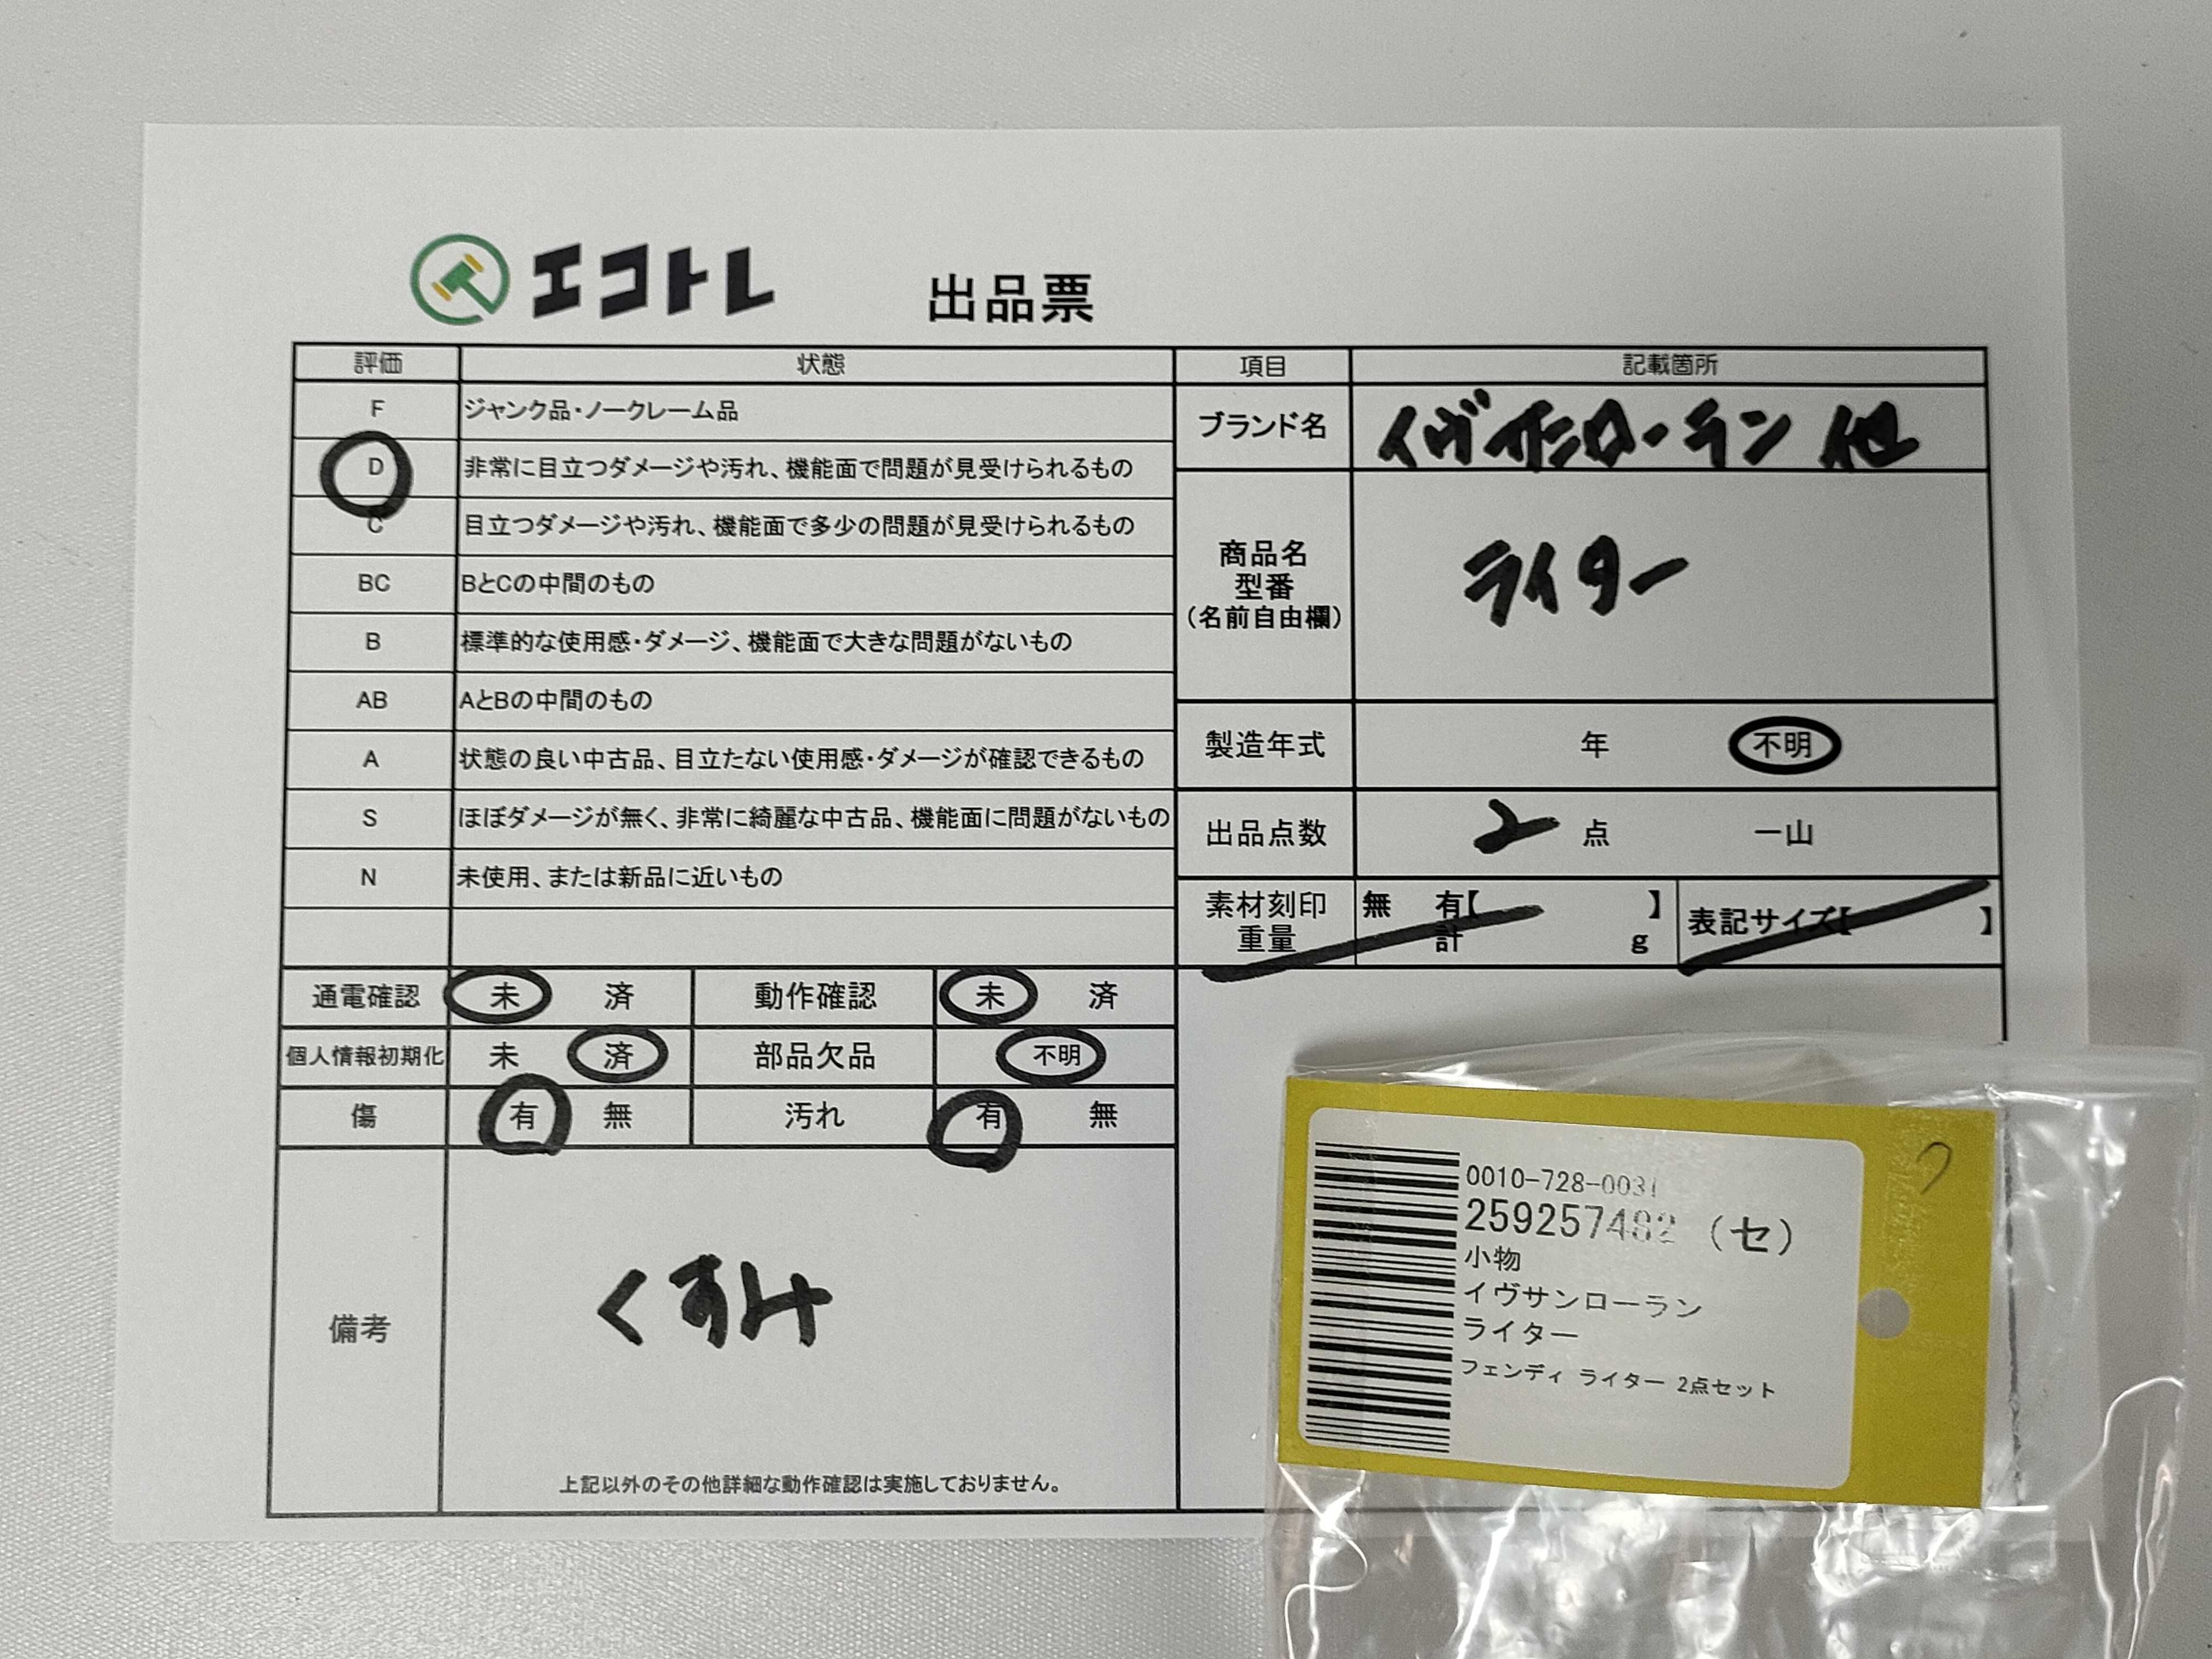 エコトレ 出品票
評価 状態 項目 記載箇所
F ジャンク品・ノークレーム品
D 非常に目立つダメージや汚れ、機能面で問題が見受けられるもの
C 目立つダメージや汚れ、機能面で多少の問題が見受けられるもの
BC BとCの中間のもの
B 標準的な使用感・ダメージ、機能面で大きな問題がないもの
AB AとBの中間のもの
A 状態の良い中古品、目立たない使用感・ダメージが確認できるもの
S ほぼダメージが無く、非常に綺麗な中古品、機能面に問題がないもの
N 未使用、または新品に近いもの
ブランド名 イヴサンローラン 他
商品名
型番
(名前自由欄)
ライター
製造年式 年 不明
出品点数 2 点 一山
素材刻印 無 有【 】
重量 計 g
表記サイズ【 】
通電確認 未 済 動作確認 未 済
個人情報初期化 未 済 部品欠品 不明
傷 有 無 汚れ 有 無
備考 くすみ
上記以外のその他詳細な動作確認は実施しておりません。
0010-728-0031
259257482 (セ)
小物
イヴサンローラン
ライター
フェンディ ライター 2点セット